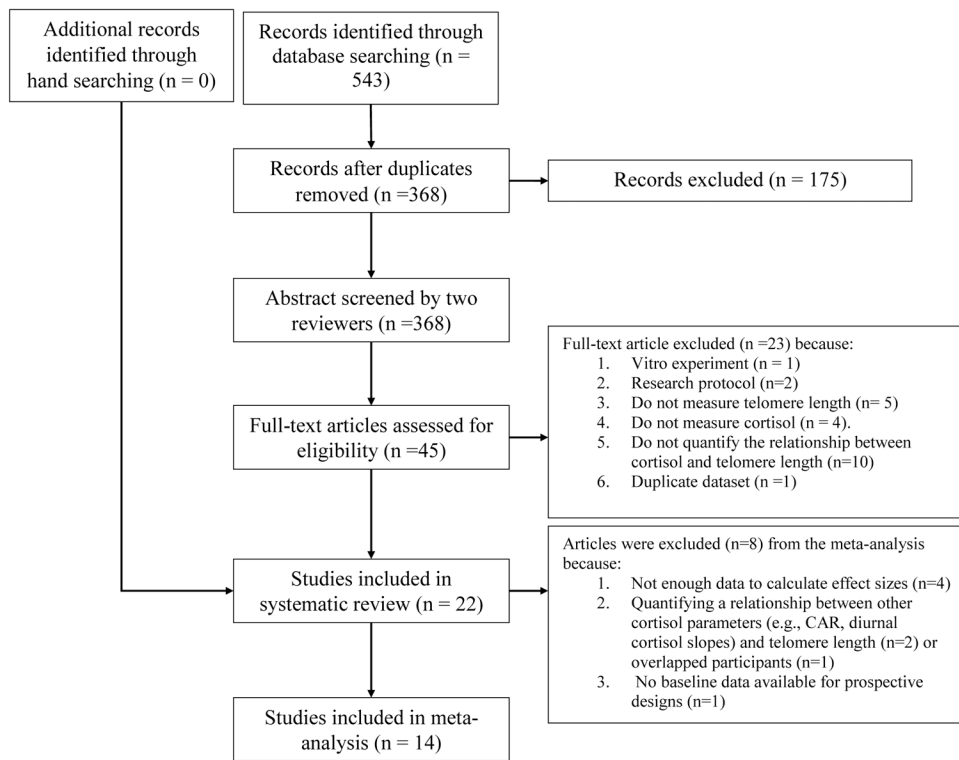 Additional records
identified through
hand searching (n = 0)
Records identified through
database searching (n =
543)
Records after duplicates
removed (n =368)
Records excluded (n = 175)
Abstract screened by two
reviewers (n =368)
Full-text articles assessed for
eligibility (n =45)
Full-text article excluded (n =23) because:
1. Vitro experiment (n = 1)
2. Research protocol (n=2)
3. Do not measure telomere length (n= 5)
4. Do not measure cortisol (n = 4).
5. Do not quantify the relationship between
cortisol and telomere length (n=10)
6. Duplicate dataset (n =1)
Studies included in
systematic review (n = 22)
Articles were excluded (n=8) from the meta-analysis
because:
1. Not enough data to calculate effect sizes (n=4)
2. Quantifying a relationship between other
cortisol parameters (e.g., CAR, diurnal
cortisol slopes) and telomere length (n=2) or
overlapped participants (n=1)
3. No baseline data available for prospective
designs (n=1)
Studies included in meta-
analysis (n = 14)